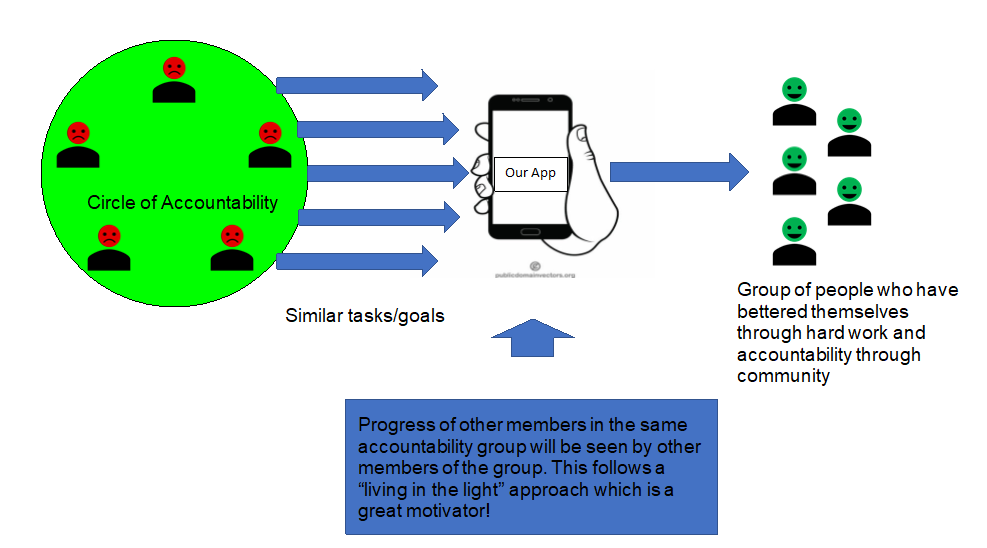 Circle of Accountability
Similar tasks/goals
Our App
©
publicdomainvectors.org
Group of people who have
bettered themselves
through hard work and
accountability through
community
Progress of other members in the same
accountability group will be seen by other
members of the group. This follows a
“living in the light” approach which is a
great motivator!